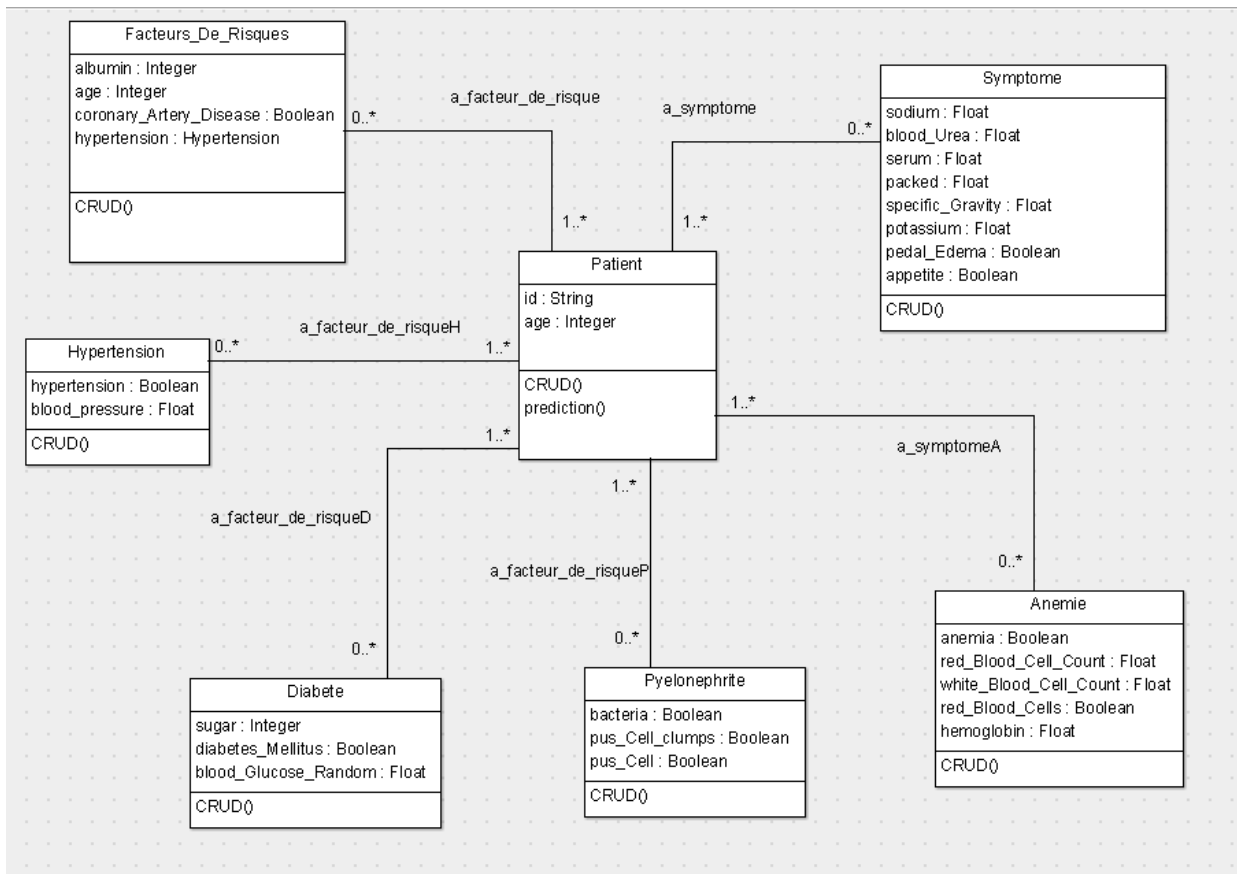 Facteurs_De_Risques
albumin : Integer
age : Integer
coronary_Artery_Disease : Boolean
hypertension : Hypertension
CRUD()
0..*
a_facteur_de_risque
1..*
a_symptome
0..*
1..*
Symptome
sodium : Float
blood_Urea : Float
serum : Float
packed : Float
specific_Gravity : Float
potassium : Float
pedal_Edema : Boolean
appetite : Boolean
CRUD()
Patient
id : String
age : Integer
CRUD()
prediction()
Hypertension
hypertension : Boolean
blood_pressure : Float
CRUD()
0..*
a_facteur_de_risqueH
1..*
1..*
a_facteur_de_risqueD
0..*
1..*
a_facteur_de_risqueP
0..*
1..*
a_symptomeA
0..*
Diabete
sugar : Integer
diabetes_Mellitus : Boolean
blood_Glucose_Random : Float
CRUD()
Pyelonephrite
bacteria : Boolean
pus_Cell_clumps : Boolean
pus_Cell : Boolean
CRUD()
Anemie
anemia : Boolean
red_Blood_Cell_Count : Float
white_Blood_Cell_Count : Float
red_Blood_Cells : Boolean
hemoglobin : Float
CRUD()